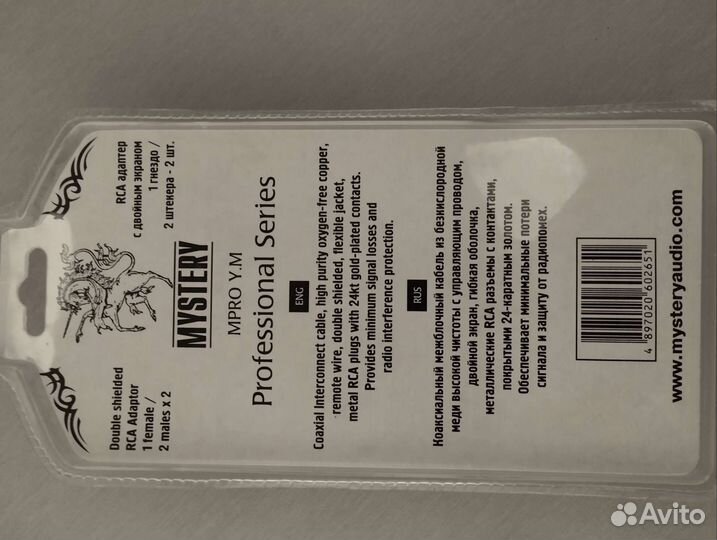 Double shielded
RCA Adaptor
1 female /
2 males x 2
RCA адаптер
с двойным экраном
1 гнездо /
2 штекера - 2 шт.
MYSTERY
MPRO Y.M
Professional Series
ENG
Coaxial Interconnect cable, high purity oxygen-free copper,
remote wire, double shielded, flexible jacket,
metal RCA plugs with 24kt gold-plated contacts.
Provides minimum signal losses and
radio interference protection.
RUS
Коаксиальный межблочный кабель из безкислородной
меди высокой чистоты с управляющим проводом,
двойной экран, гибкая оболочка,
металлические RCA разъемы с контактами,
покрытыми 24-каратным золотом.
Обеспечивает минимальные потери
сигнала и защиту от радиопомех.
4 897020 602651
www.mysteryaudio.com
Avito